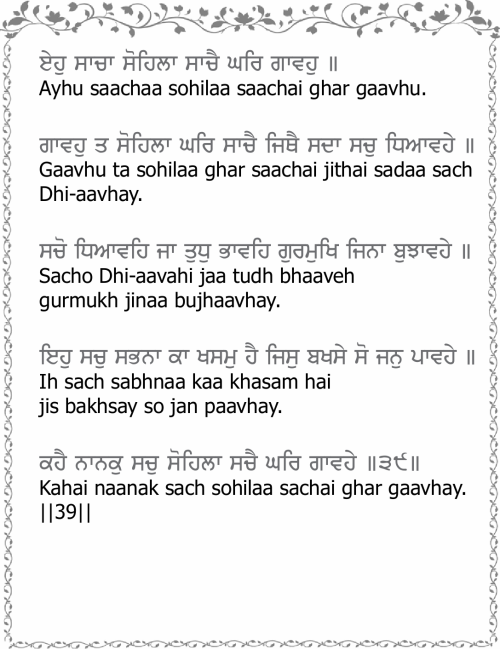 ਏਹੁ ਸਾਚਾ ਸੋਹਿਲਾ ਸਾਚੈ ਘਰਿ ਗਾਵਹੁ ॥
Ayhu saachaa sohilaa saachai ghar gaavhu.
ਗਾਵਹੁ ਤ ਸੋਹਿਲਾ ਘਰਿ ਸਾਚੈ ਜਿਥੈ ਸਦਾ ਸਚੁ ਧਿਆਵਹੇ ॥
Gaavhu ta sohilaa ghar saachai jithai sadaa sach
Dhi-aavhay.
ਸਚੋ ਧਿਆਵਹਿ ਜਾ ਤੁਧੁ ਭਾਵਹਿ ਗੁਰਮੁਖਿ ਜਿਨਾ ਬੁਝਾਵਹੇ ॥
Sacho Dhi-aavahi jaa tudh bhaaveh
gurmukh jinaa bujhaavhay.
ਇਹੁ ਸਚੁ ਸਭਨਾ ਕਾ ਖਸਮੁ ਹੈ ਜਿਸੁ ਬਖਸੇ ਸੋ ਜਨੁ ਪਾਵਹੇ ॥
Ih sach sabhnaa kaa khasam hai
jis bakhsay so jan paavhay.
ਕਹੈ ਨਾਨਕੁ ਸਚੁ ਸੋਹਿਲਾ ਸਚੈ ਘਰਿ ਗਾਵਹੇ ॥੩੯॥
Kahai naanak sach sohilaa sachai ghar gaavhay.
||39||